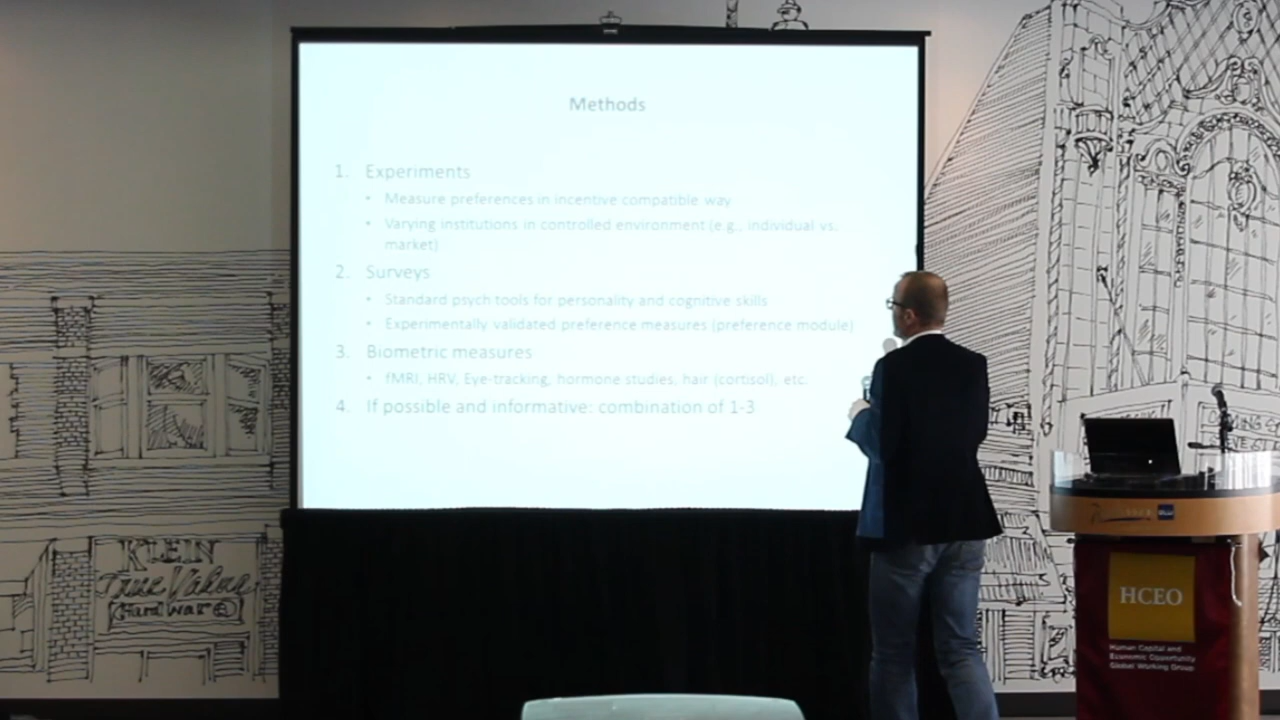 Methods
1. Experiments
• Measure preferences in incentive compatible way
• Varying institutions in controlled environment (e.g., individual vs.
market)
2. Surveys
• Standard psych tools for personality and cognitive skills
• Experimentally validated preference measures (preference module)
3. Biometric measures
• fMRI, HRV, Eye-tracking, hormone studies, hair (cortisol), etc.
4. If possible and informative: combination of 1-3
KLEIN
True Value
Hardware
HCEO
Human Capital and
Economic Opportunity
Global Working Group